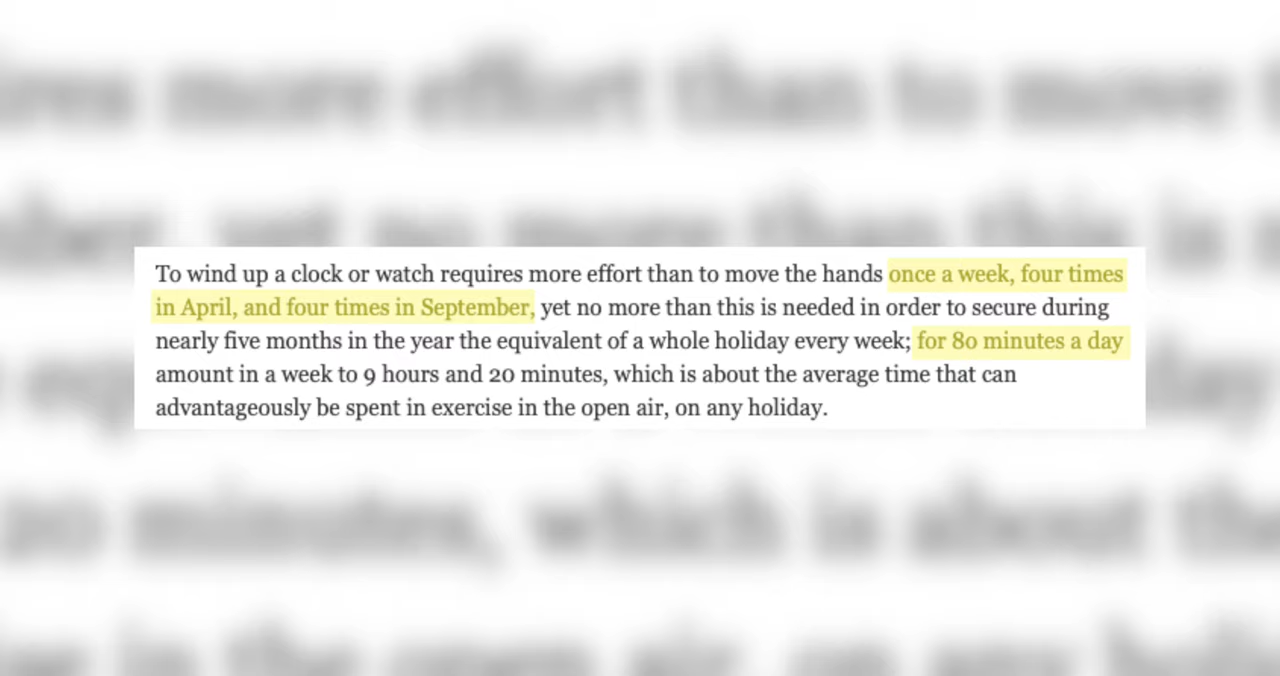 To wind up a clock or watch requires more effort than to move the hands once a week, four times
in April, and four times in September, yet no more than this is needed in order to secure during
nearly five months in the year the equivalent of a whole holiday every week; for 80 minutes a day
amount in a week to 9 hours and 20 minutes, which is about the average time that can
advantageously be spent in exercise in the open air, on any holiday.